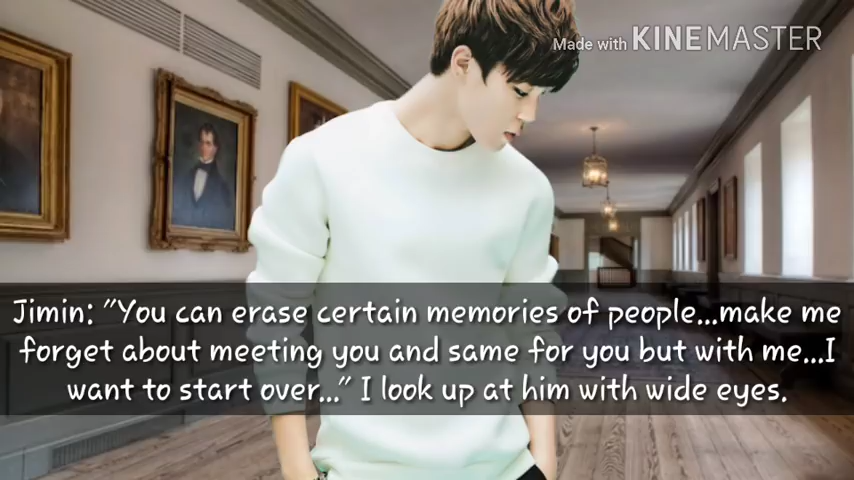 Made with KINEMASTER
Jimin: "You can erase certain memories of people...make me
forget about meeting you and same for you but with me...I
want to start over..." I look up at him with wide eyes.